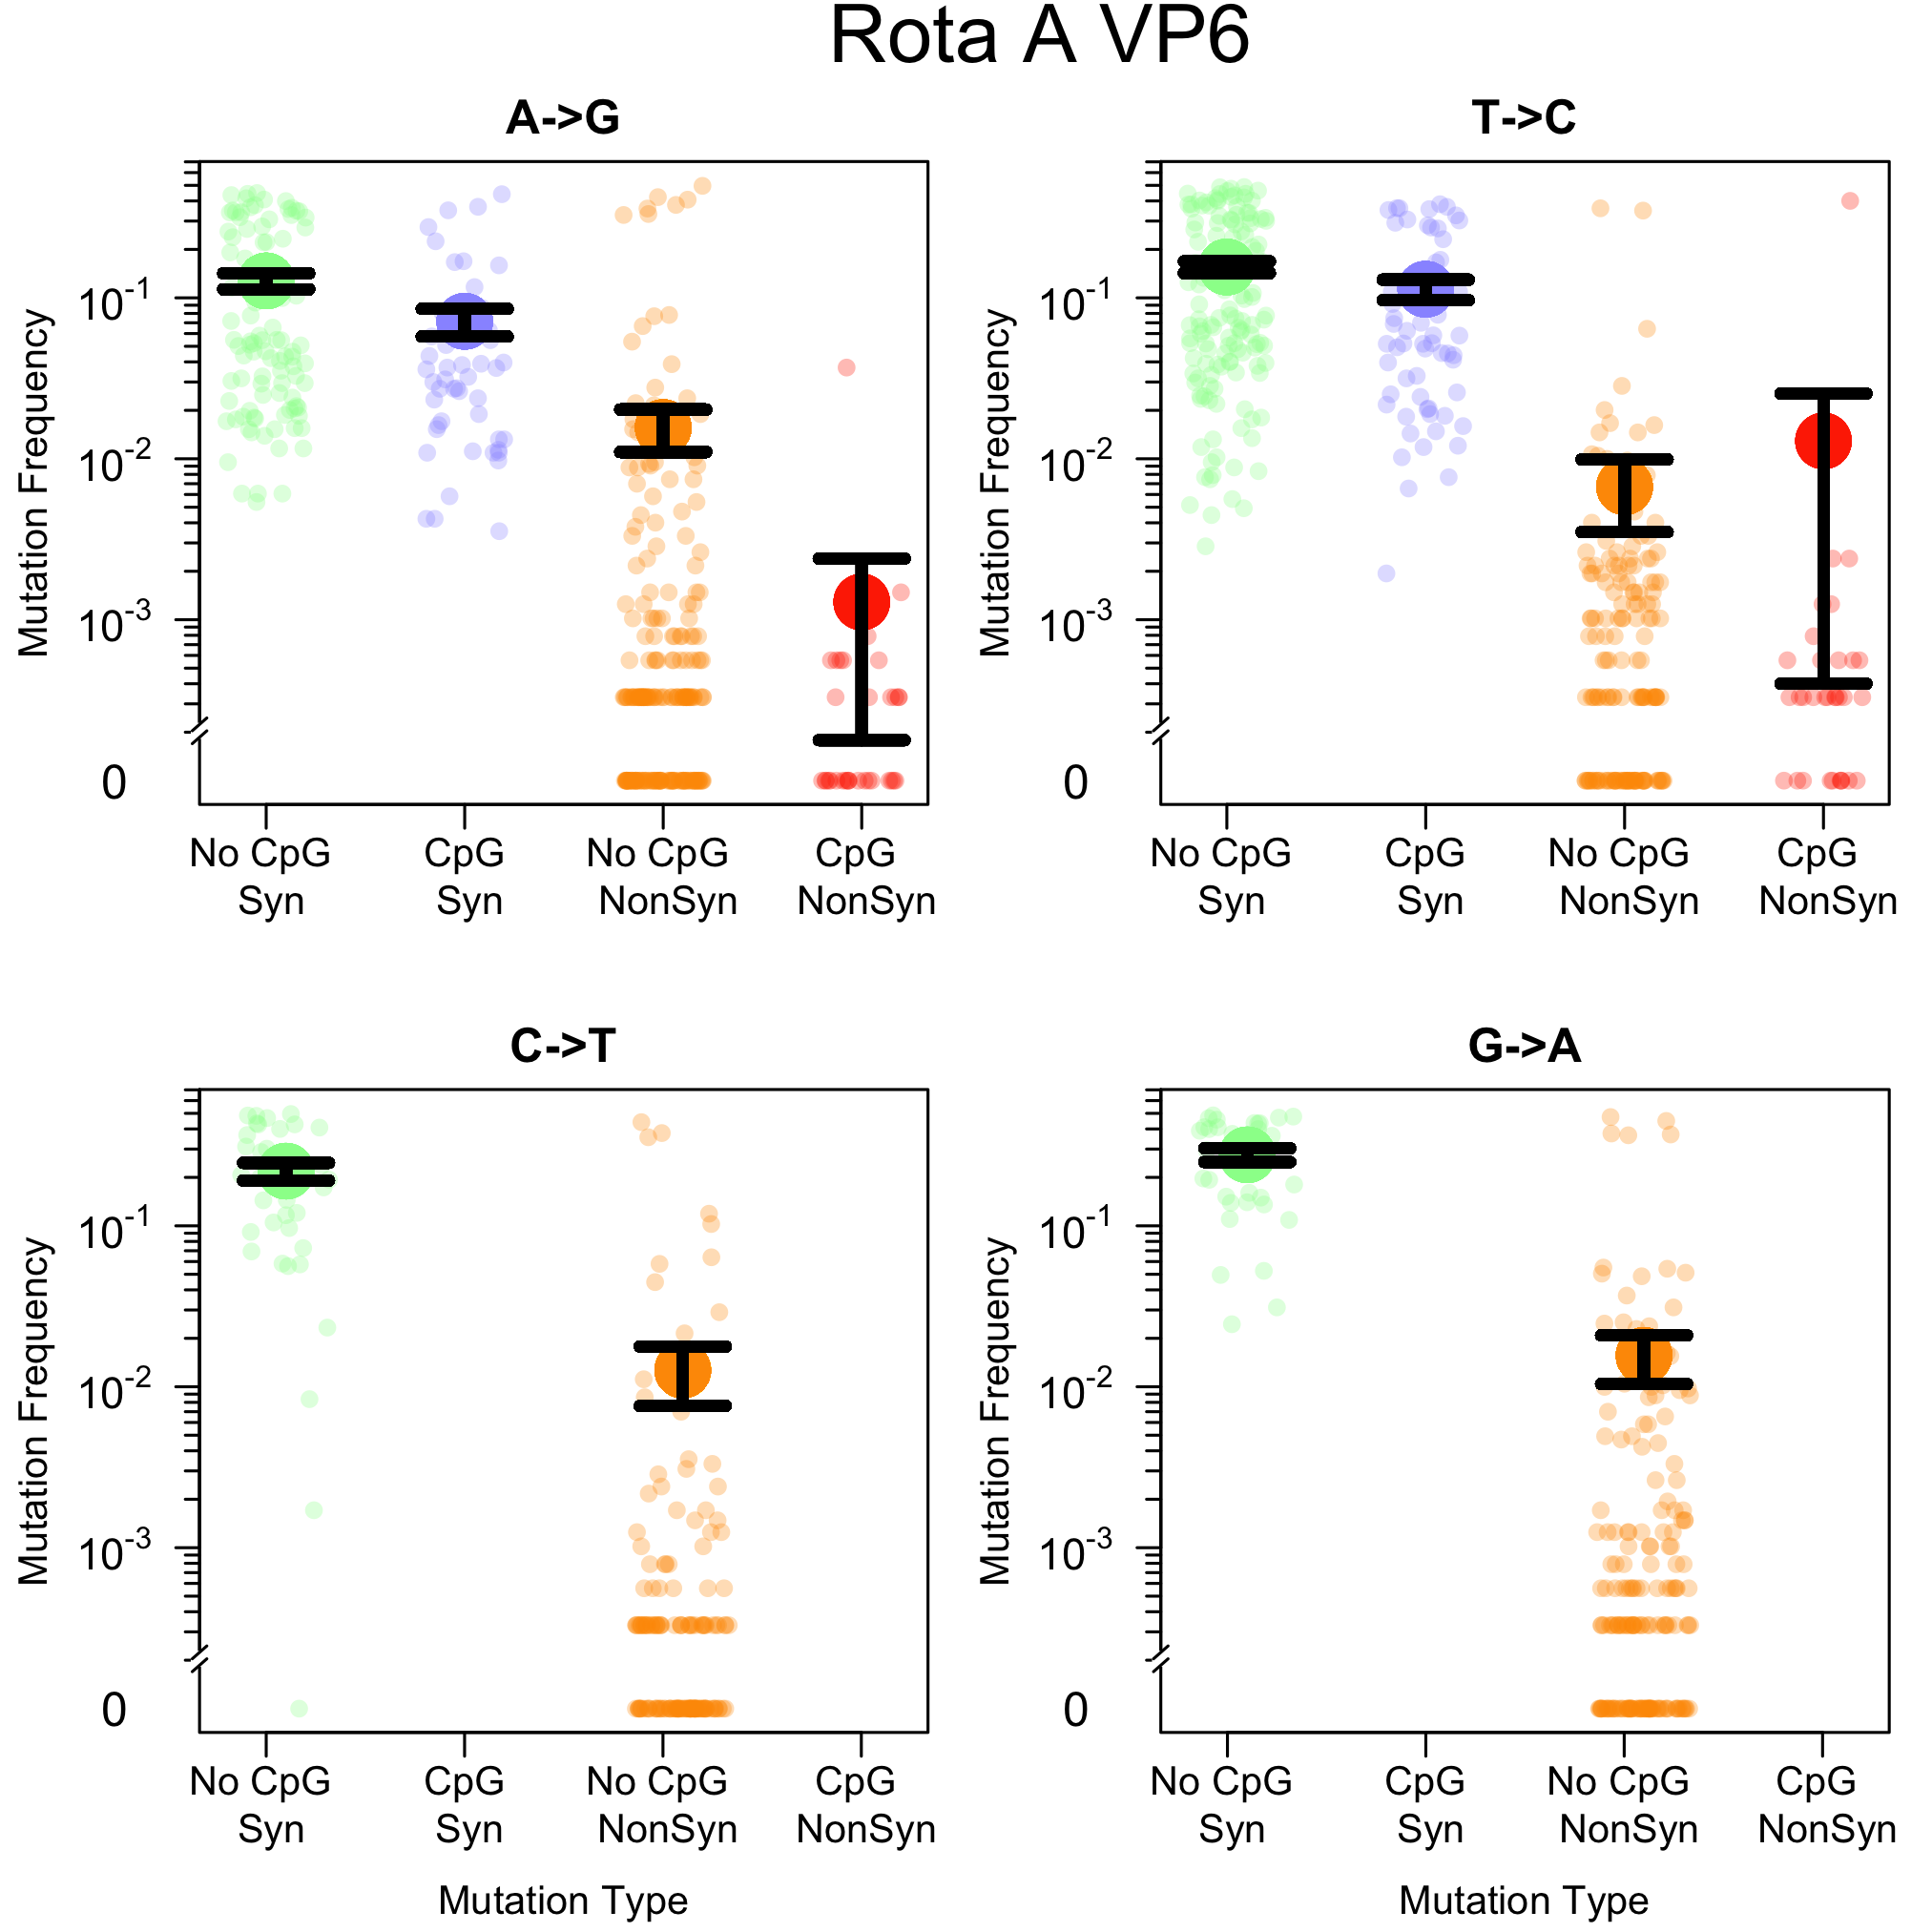 Rota A VP6
A->G
T->C
Mutation Frequency
10-1
10-2
10-3
0
No CpG CpG No CpG CpG
Syn Syn NonSyn NonSyn
Mutation Frequency
10-1
10-2
10-3
0
No CpG CpG No CpG CpG
Syn Syn NonSyn NonSyn
C->T
G->A
Mutation Frequency
10-1
10-2
10-3
0
No CpG CpG No CpG CpG
Syn Syn NonSyn NonSyn
Mutation Type
Mutation Frequency
10-1
10-2
10-3
0
No CpG CpG No CpG CpG
Syn Syn NonSyn NonSyn
Mutation Type